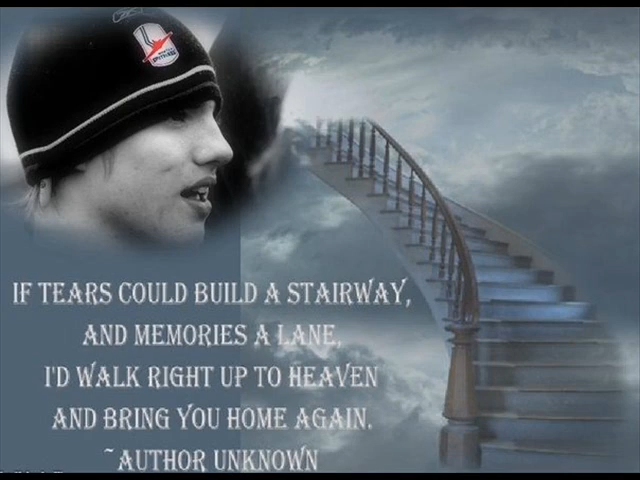 IF TEARS COULD BUILD A STAIRWAY,
AND MEMORIES A LANE,
I'D WALK RIGHT UP TO HEAVEN
AND BRING YOU HOME AGAIN.
~AUTHOR UNKNOWN